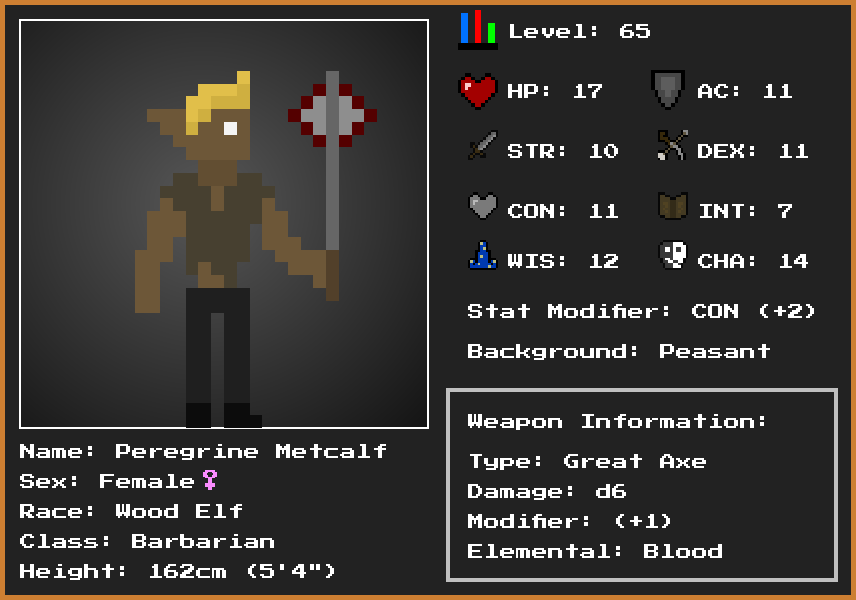 Level: 65
HP: 17
AC: 11
STR: 10
DEX: 11
CON: 11
INT: 7
WIS: 12
CHA: 14
Stat Modifier: CON (+2)
Background: Peasant
Weapon Information:
Type: Great Axe
Damage: d6
Modifier: (+1)
Elemental: Blood
Name: Peregrine Metcalf
Sex: Female♀
Race: Wood Elf
Class: Barbarian
Height: 162cm (5'4")